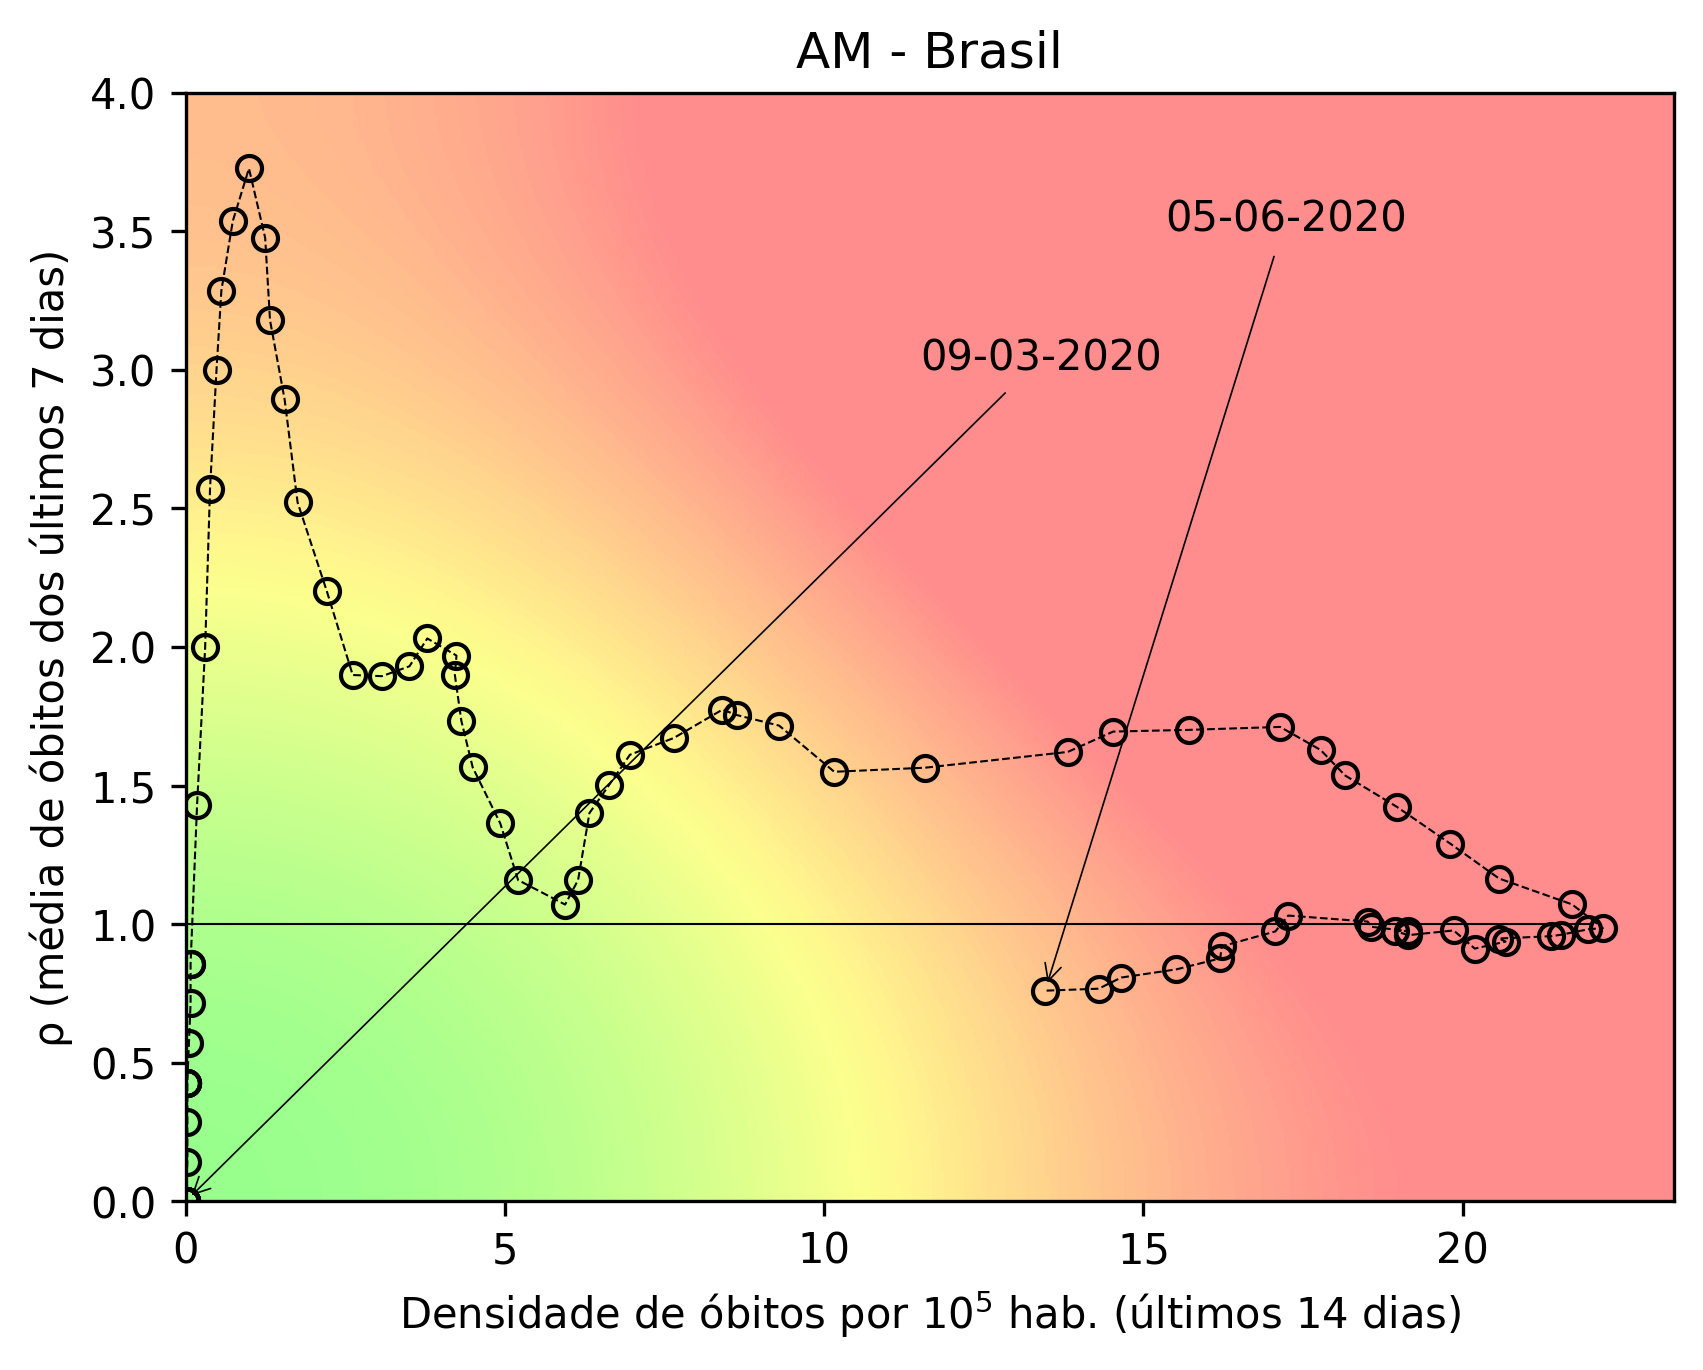 AM - Brasil
4.0
3.5
3.0
2.5
2.0
1.5
1.0
0.5
0.0
ρ (média de óbitos dos últimos 7 dias)
05-06-2020
09-03-2020
0 5 10 15 20
Densidade de óbitos por 10⁵ hab. (últimos 14 dias)